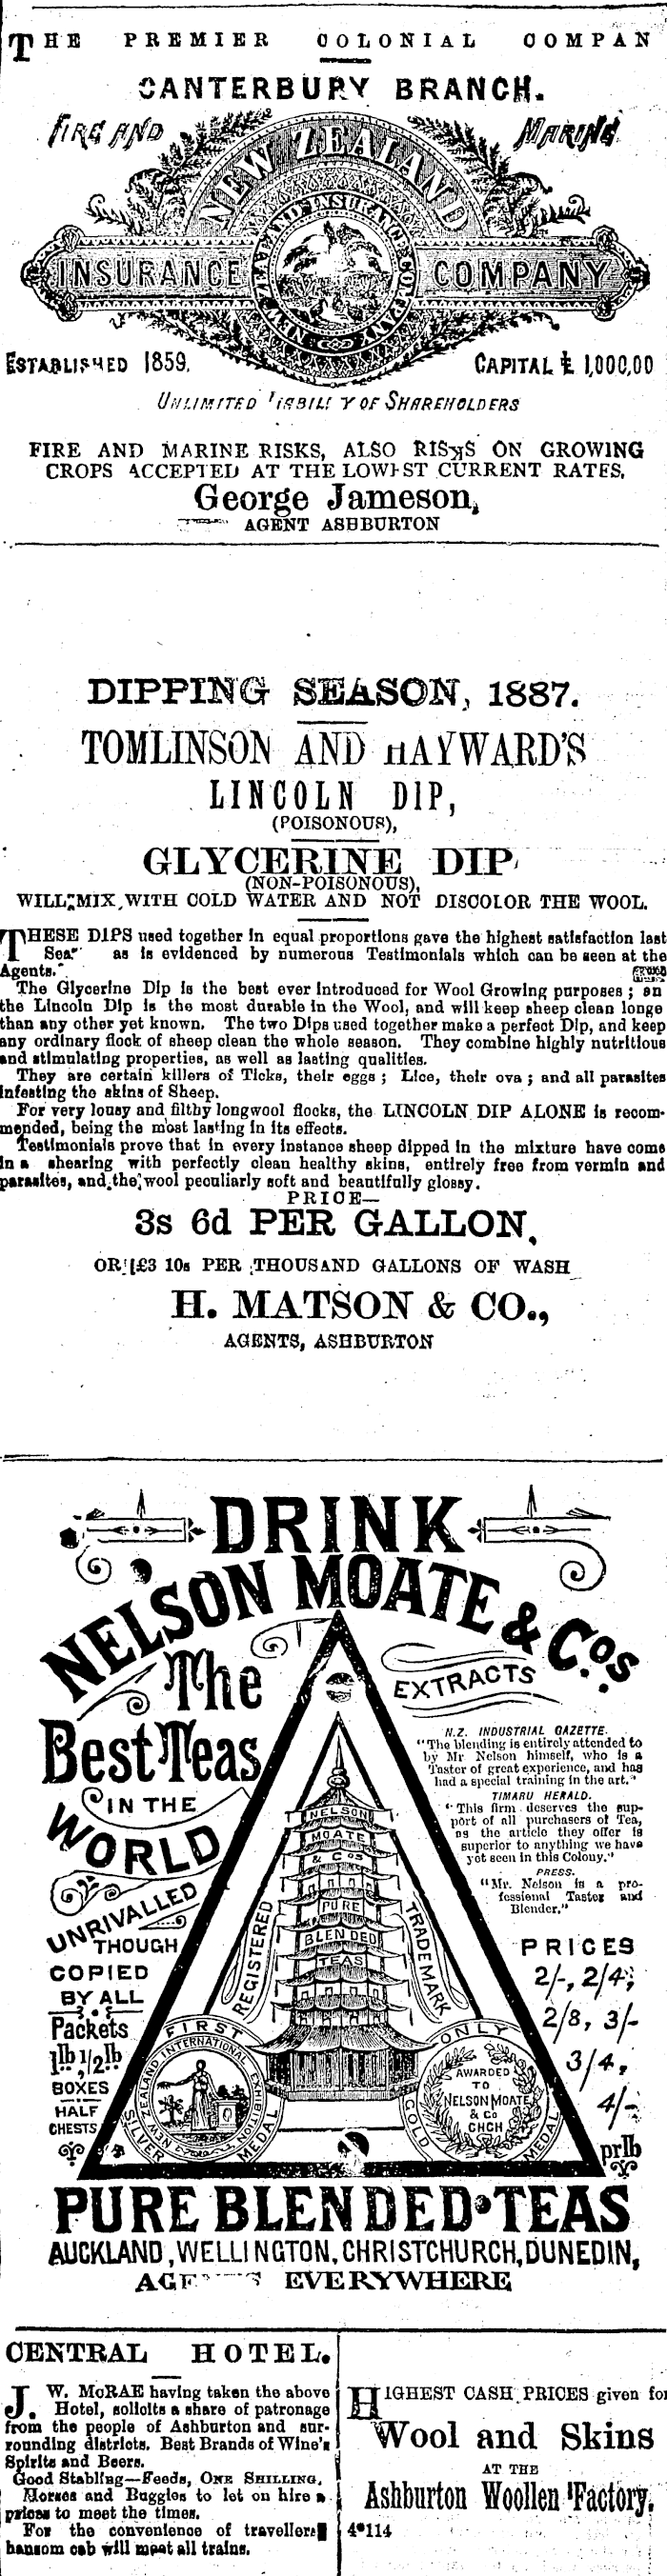 THE PREMIER COLONIAL COMPAN
CANTERBURY BRANCH.
FIRE AND MARINE
NEW ZEALAND
INSURANCE COMPANY
ESTABLISHED 1859.
CAPITAL £ 1,000,00
UNLIMITED LIABILI Y OF SHAREHOLDERS
FIRE AND MARINE RISKS, ALSO RISKS ON GROWING
CROPS ACCEPTED AT THE LOWEST CURRENT RATES.
George Jameson,
AGENT ASHBURTON
DIPPING SEASON, 1887.
TOMLINSON AND HAYWARD'S
LINCOLN DIP,
(POISONOUS),
GLYCERINE DIP
(NON-POISONOUS),
WILL MIX WITH COLD WATER AND NOT DISCOLOR THE WOOL.
THESE DIPS used together in equal proportions gave the highest satisfaction last
Sea as is evidenced by numerous Testimonials which can be seen at the
Agents.
The Glycerine Dip is the best ever introduced for Wool Growing purposes ; an
the Lincoln Dip is the most durable in the Wool, and will keep sheep clean longe
than any other yet known. The two Dips used together make a perfect Dip, and keep
any ordinary flock of sheep clean the whole season. They combine highly nutritious
and stimulating properties, as well as lasting qualities.
They are certain killers of Ticks, their eggs ; Lice, their ova ; and all parasites
infesting the skins of Sheep.
For very lousy and filthy longwool flocks, the LINCOLN DIP ALONE is recom-
mended, being the most lasting in its effects.
Testimonials prove that in every instance sheep dipped in the mixture have come
in a shearing with perfectly clean healthy skins, entirely free from vermin and
parasites, and the wool peculiarly soft and beautifully glossy.
PRICE—
3s 6d PER GALLON,
OR £3 10s PER THOUSAND GALLONS OF WASH
H. MATSON & CO.,
AGENTS, ASHBURTON
DRINK
NELSON MOATE & Cos.
The
Best Teas
IN THE
WORLD
UNRIVALLED
THOUGH
COPIED
BY ALL
Packets
1lb, 1/2lb
BOXES
HALF
CHESTS
EXTRACTS
N.Z. INDUSTRIAL GAZETTE.
"The blending is entirely attended to
by Mr Nelson himself, who is a
Taster of great experience, and has
had a special training in the art."
TIMARU HERALD.
"This firm deserves the sup-
port of all purchasers of Tea,
as the article they offer is
superior to anything we have
yet seen in this Colony."
PRESS.
"Mr. Nelson is a pro-
fessional Taster and
Blender."
PRICES
2/-, 2/4,
2/8, 3/-
3/4,
4/-
pr lb
NELSON
MOATE
& Cos
PURE
BLENDED
TEAS
REGISTERED
TRADEMARK
FIRST
SILVER MEDAL
NEW ZEALAND INTERNATIONAL EXHIBITION
ONLY
GOLD MEDAL
AWARDED
TO
NELSON MOATE
& Co
CHCH
PURE BLENDED TEAS
AUCKLAND, WELLINGTON, CHRISTCHURCH, DUNEDIN,
AGENTS EVERYWHERE
CENTRAL HOTEL.
J. W. McRAE having taken the above
Hotel, solicits a share of patronage
from the people of Ashburton and sur-
rounding districts. Best Brands of Wine's
Spirits and Beers.
Good Stabling—Feeds, ONE SHILLING.
Horses and Buggies to let on hire a
prices to meet the times.
For the convenience of travellers
hansom cab will meet all trains.
HIGHEST CASH PRICES given for
Wool and Skins
AT THE
Ashburton Woollen Factory.
4*114